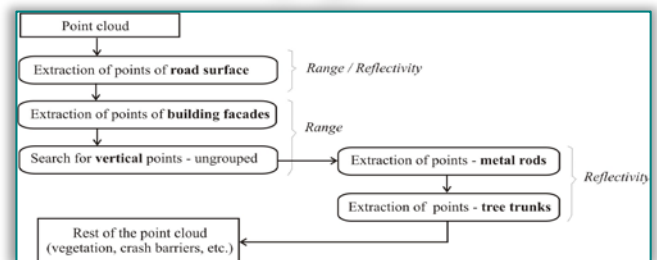 Point cloud
Extraction of points of road surface
Range / Reflectivity
Extraction of points of building facades
Range
Search for vertical points - ungrouped
Extraction of points - metal rods
Reflectivity
Extraction of  points - tree trunks
Rest of the point cloud
(vegetation, crash barriers, etc.)